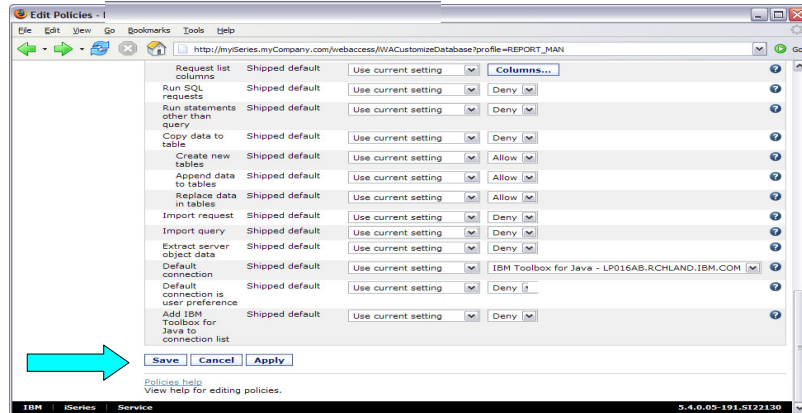 Edit Policies - I
File Edit View Go Bookmarks Tools Help
http://myiSeries.myCompany.com/webaccess/iWACustomizeDatabase?profile=REPORT_MAN Go
Request list columns Shipped default Use current setting Columns...
Run SQL requests Shipped default Use current setting Deny
Run statements other than query Shipped default Use current setting Deny
Copy data to table Shipped default Use current setting Deny
Create new tables Shipped default Use current setting Allow
Append data to tables Shipped default Use current setting Allow
Replace data in tables Shipped default Use current setting Allow
Import request Shipped default Use current setting Deny
Import query Shipped default Use current setting Deny
Extract server object data Shipped default Use current setting Deny
Default connection Shipped default Use current setting IBM Toolbox for Java - LP016AB.RCHLAND.IBM.COM
Default connection is user preference Shipped default Use current setting Deny
Add IBM Toolbox for Java to connection list Shipped default Use current setting Deny
Save Cancel Apply
Policies help
View help for editing policies.
IBM iSeries Service 5.4.0.05-191.SI22130